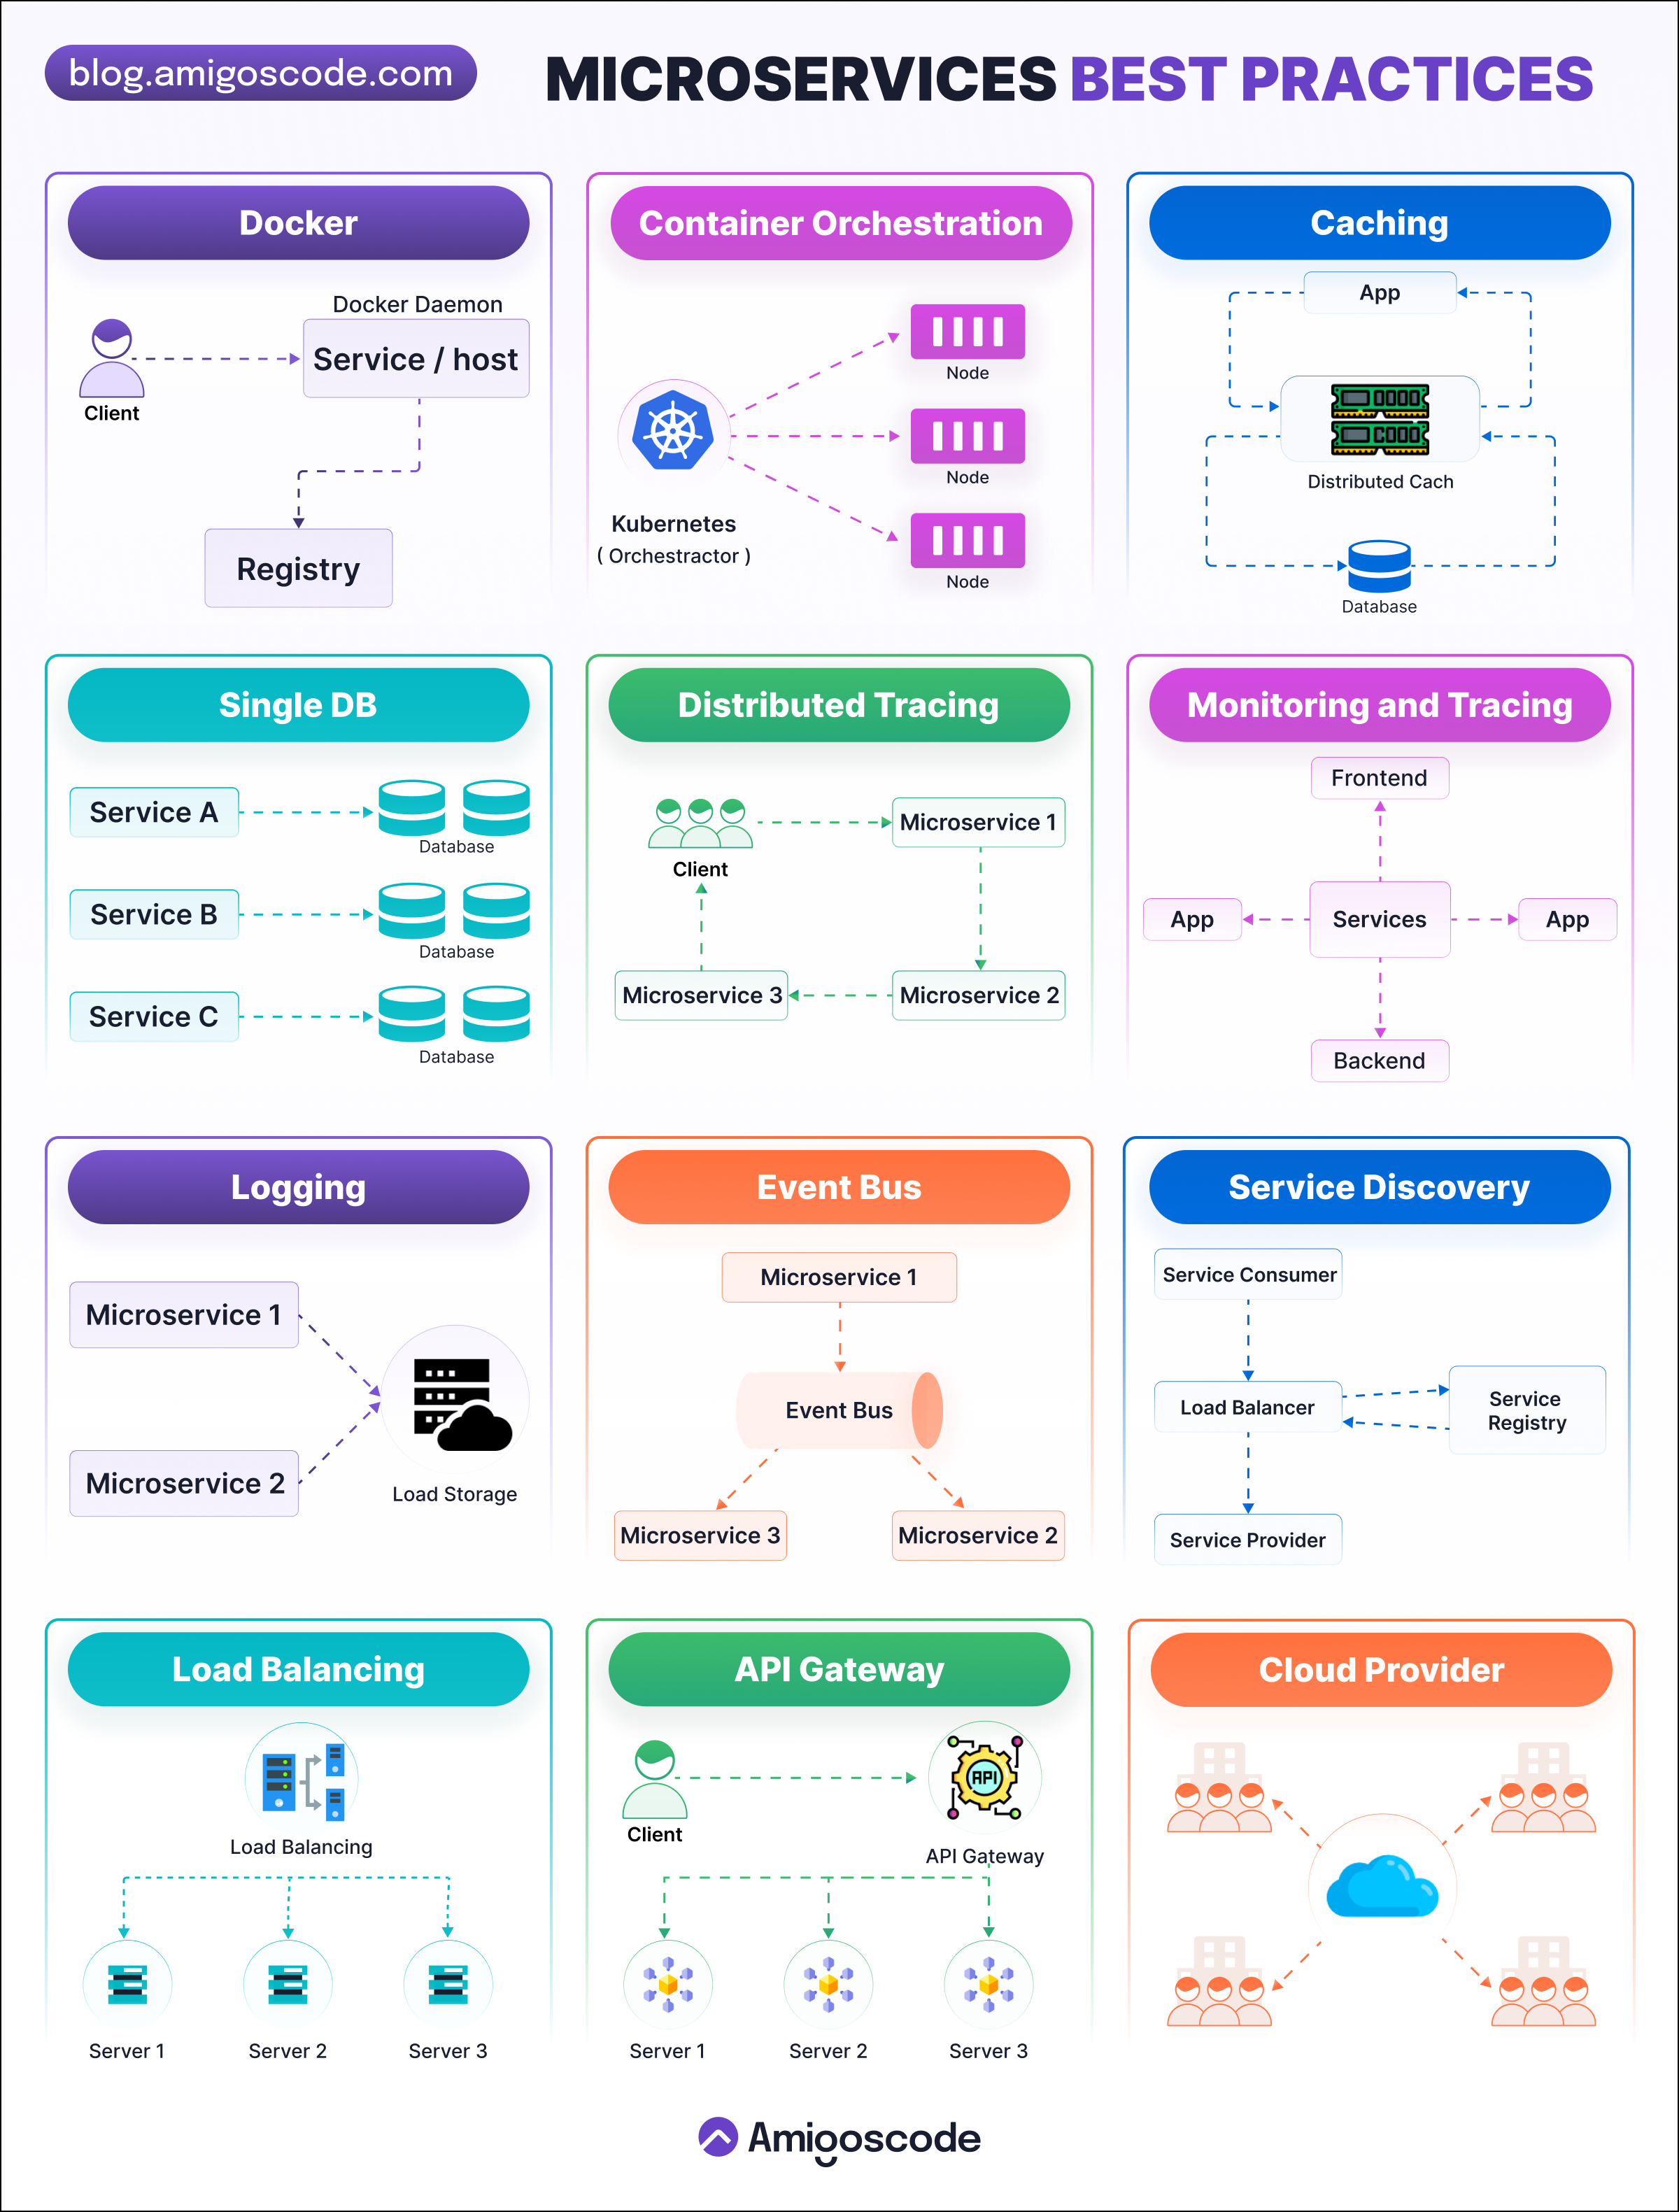 blog.amigoscode.com
MICROSERVICES BEST PRACTICES
Docker
Docker Daemon
Service / host
Client
Registry
Container Orchestration
Node
Node
Kubernetes
( Orchestractor )
Node
Caching
App
Distributed Cach
Database
Single DB
Service A
Database
Service B
Database
Service C
Database
Distributed Tracing
Client
Microservice 1
Microservice 3
Microservice 2
Monitoring and Tracing
Frontend
App
Services
App
Backend
Logging
Microservice 1
Microservice 2
Load Storage
Event Bus
Microservice 1
Event Bus
Microservice 3
Microservice 2
Service Discovery
Service Consumer
Load Balancer
Service
Registry
Service Provider
Load Balancing
Load Balancing
Server 1
Server 2
Server 3
API Gateway
Client
API
API Gateway
Server 1
Server 2
Server 3
Cloud Provider
Amigoscode